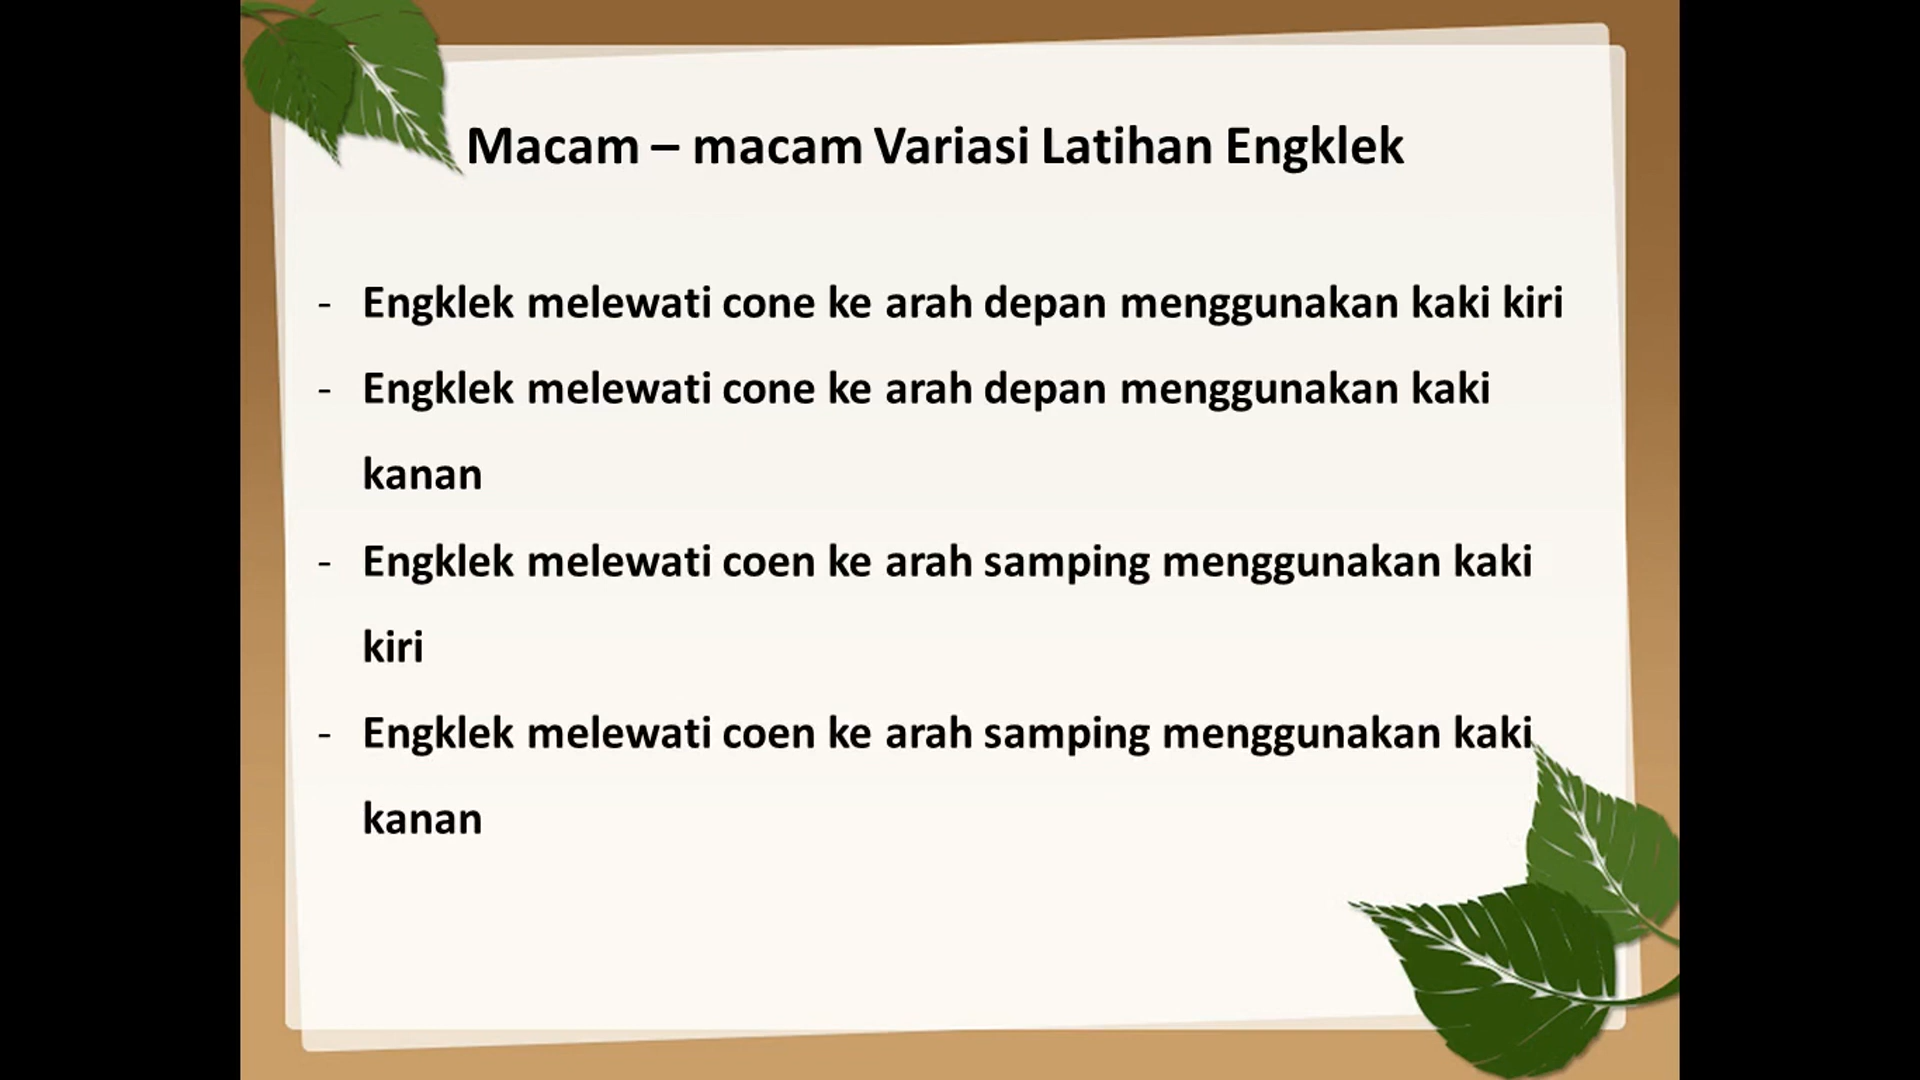 Macam – macam Variasi Latihan Engklek
- Engklek melewati cone ke arah depan menggunakan kaki kiri
- Engklek melewati cone ke arah depan menggunakan kaki
kanan
- Engklek melewati coen ke arah samping menggunakan kaki
kiri
- Engklek melewati coen ke arah samping menggunakan kaki
kanan